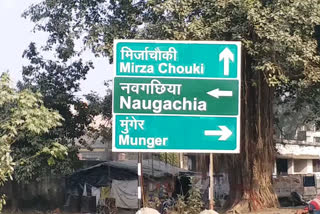 मिर्जाचौकी
Mirza Chouki
नवगछिया
Naugachia
मुंगेर
Munger